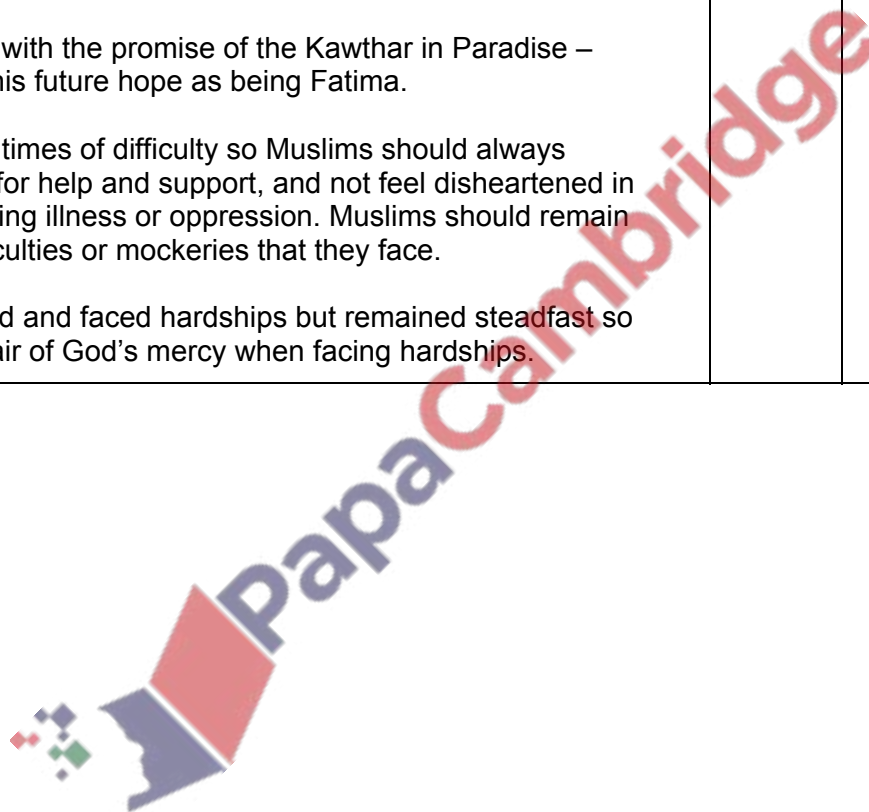 with the promise of the Kawthar in Paradise –
his future hope as being Fatima.
times of difficulty so Muslims should always
for help and support, and not feel disheartened in
ing illness or oppression. Muslims should remain
culties or mockeries that they face.
d and faced hardships but remained steadfast so
air of God's mercy when facing hardships.
PapaCambridge